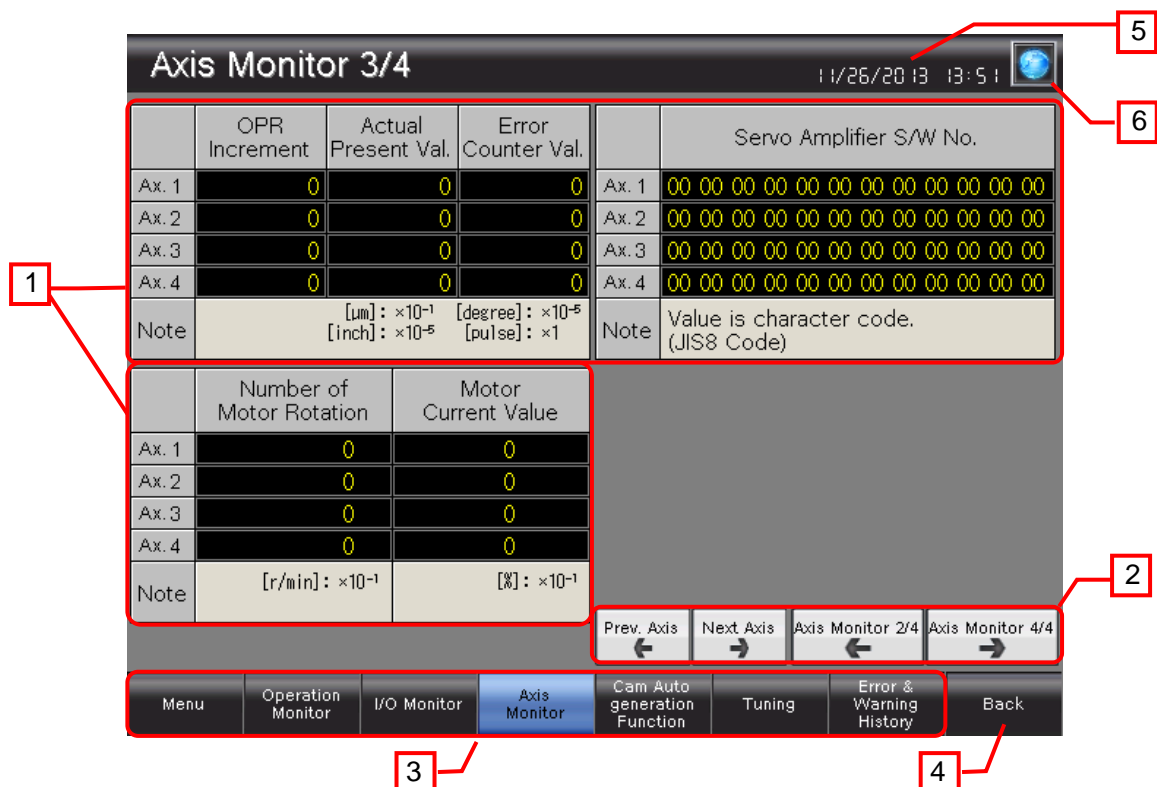 5
Axis Monitor 3/4
11/26/2013 13:51
6
OPR Increment Actual Present Val. Error Counter Val.
Ax. 1 0 0 0
Ax. 2 0 0 0
Ax. 3 0 0 0
Ax. 4 0 0 0
Note [μm]: ×10⁻¹ [degree]: ×10⁻⁵
[inch]: ×10⁻⁵ [pulse]: ×1
Servo Amplifier S/W No.
Ax. 1 00 00 00 00 00 00 00 00 00 00 00 00
Ax. 2 00 00 00 00 00 00 00 00 00 00 00 00
Ax. 3 00 00 00 00 00 00 00 00 00 00 00 00
Ax. 4 00 00 00 00 00 00 00 00 00 00 00 00
Note Value is character code.
(JIS8 Code)
1
Number of Motor Rotation Motor Current Value
Ax. 1 0 0
Ax. 2 0 0
Ax. 3 0 0
Ax. 4 0 0
Note [r/min]: ×10⁻¹ [%]: ×10⁻¹
2
Prev. Axis Next Axis Axis Monitor 2/4 Axis Monitor 4/4
Menu Operation Monitor I/O Monitor Axis Monitor Cam Auto generation Function Tuning Error & Warning History Back
3
4